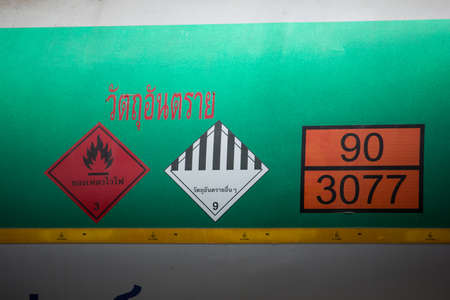 วัตถุอันตราย
ของเหลวไวไฟ
3
วัตถุอันตรายอื่น ๆ
9
90
3077